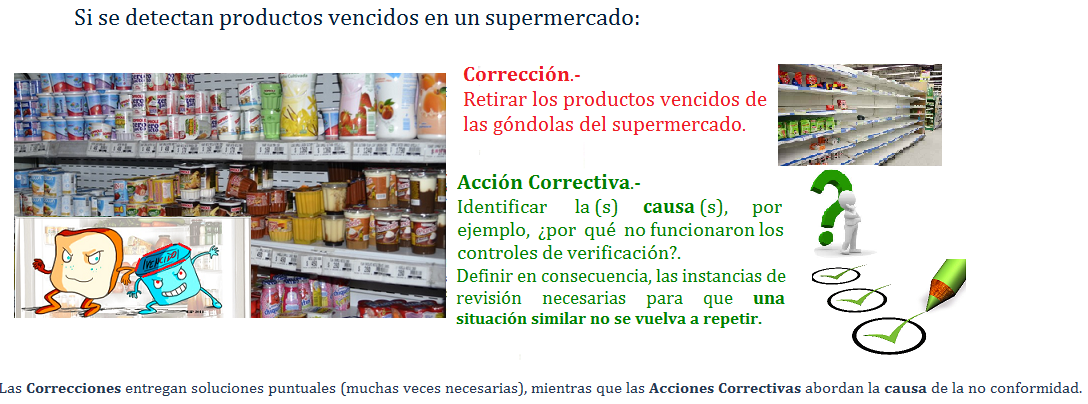 Si se detectan productos vencidos en un supermercado:
Corrección.-
Retirar los productos vencidos de
las góndolas del supermercado.
Acción Correctiva.-
Identificar la (s) causa (s), por
ejemplo, ¿por qué no funcionaron los
controles de verificación?.
Definir en consecuencia, las instancias de
revisión necesarias para que una
situación similar no se vuelva a repetir.
¡VENCIDO!
Las Correcciones entregan soluciones puntuales (muchas veces necesarias), mientras que las Acciones Correctivas abordan la causa de la no conformidad.